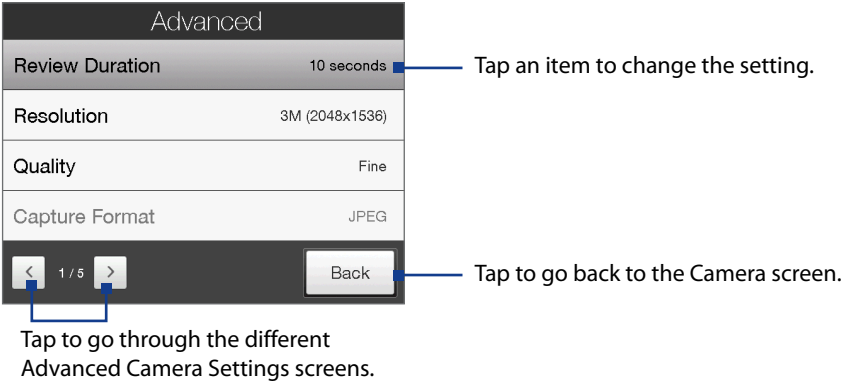 Advanced
Review Duration 10 seconds
Tap an item to change the setting.
Resolution 3M (2048x1536)
Quality Fine
Capture Format JPEG
< 1 / 5 > Back
Tap to go back to the Camera screen.
Tap to go through the different
Advanced Camera Settings screens.